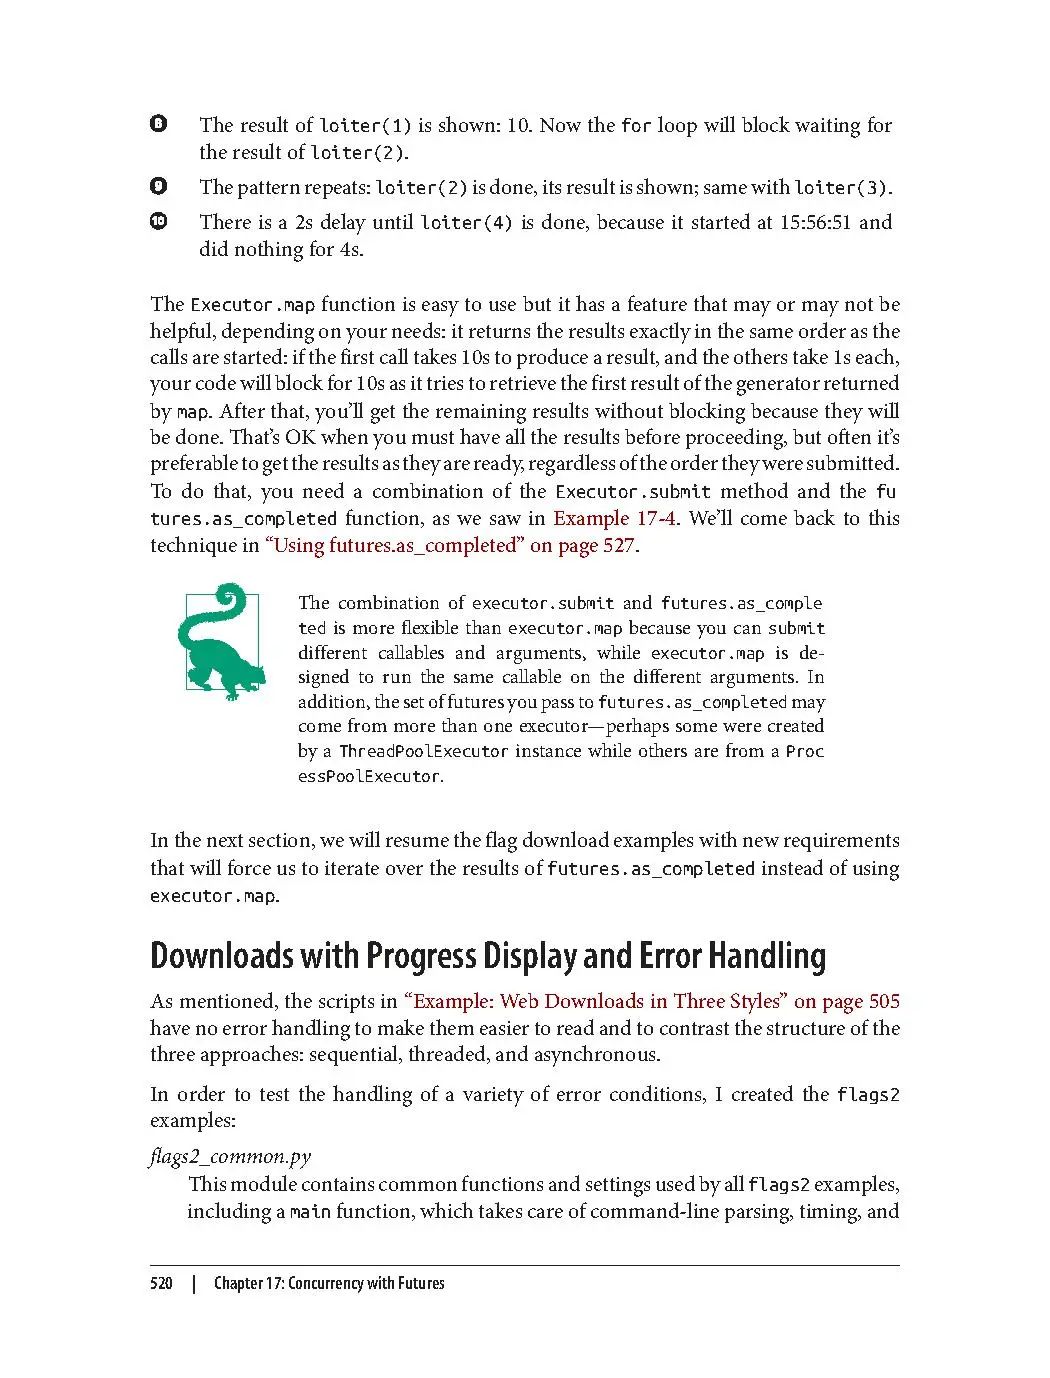 ❽ The result of loiter(1) is shown: 10. Now the for loop will block waiting for
the result of loiter(2).
❾ The pattern repeats: loiter(2) is done, its result is shown; same with loiter(3).
❿ There is a 2s delay until loiter(4) is done, because it started at 15:56:51 and
did nothing for 4s.
The Executor.map function is easy to use but it has a feature that may or may not be
helpful, depending on your needs: it returns the results exactly in the same order as the
calls are started: if the first call takes 10s to produce a result, and the others take 1s each,
your code will block for 10s as it tries to retrieve the first result of the generator returned
by map. After that, you’ll get the remaining results without blocking because they will
be done. That’s OK when you must have all the results before proceeding, but often it’s
preferable to get the results as they are ready, regardless of the order they were submitted.
To do that, you need a combination of the Executor.submit method and the fu
tures.as_completed function, as we saw in Example 17-4. We’ll come back to this
technique in “Using futures.as_completed” on page 527.
The combination of executor.submit and futures.as_comple
ted is more flexible than executor.map because you can submit
different callables and arguments, while executor.map is de-
signed to run the same callable on the different arguments. In
addition, the set of futures you pass to futures.as_completed may
come from more than one executor—perhaps some were created
by a ThreadPoolExecutor instance while others are from a Proc
essPoolExecutor.
In the next section, we will resume the flag download examples with new requirements
that will force us to iterate over the results of futures.as_completed instead of using
executor.map.
Downloads with Progress Display and Error Handling
As mentioned, the scripts in “Example: Web Downloads in Three Styles” on page 505
have no error handling to make them easier to read and to contrast the structure of the
three approaches: sequential, threaded, and asynchronous.
In order to test the handling of a variety of error conditions, I created the flags2
examples:
flags2_common.py
This module contains common functions and settings used by all flags2 examples,
including a main function, which takes care of command-line parsing, timing, and
520 | Chapter 17: Concurrency with Futures